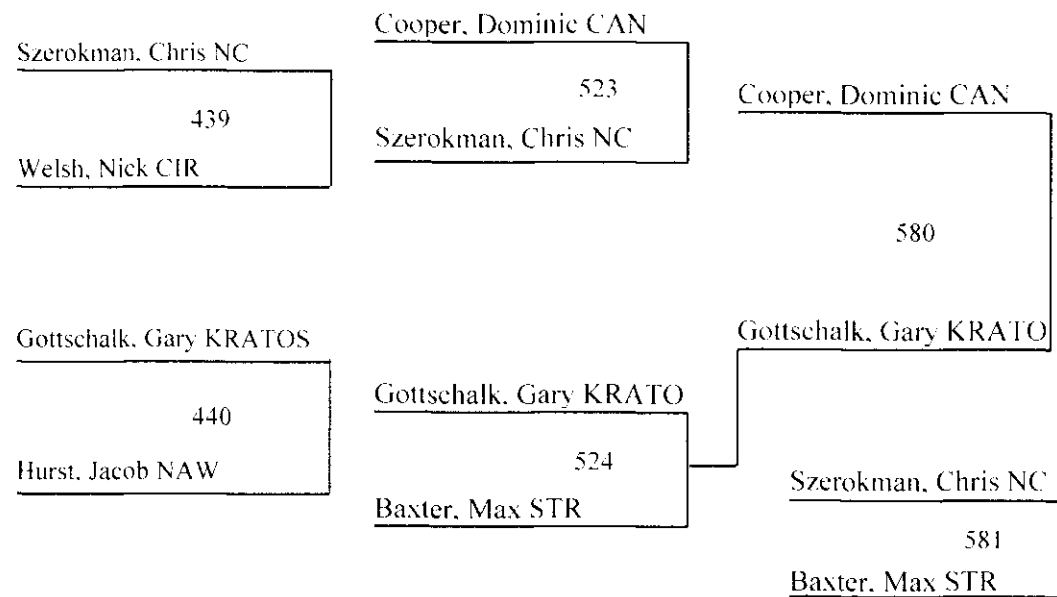 Szerokman, Chris NC
439
Welsh, Nick CIR
Gottschalk, Gary KRATOS
440
Hurst, Jacob NAW
Cooper, Dominic CAN
523
Szerokman, Chris NC
Gottschalk, Gary KRATO
524
Baxter, Max STR
Cooper, Dominic CAN
580
Gottschalk, Gary KRATO
Szerokman, Chris NC
581
Baxter, Max STR